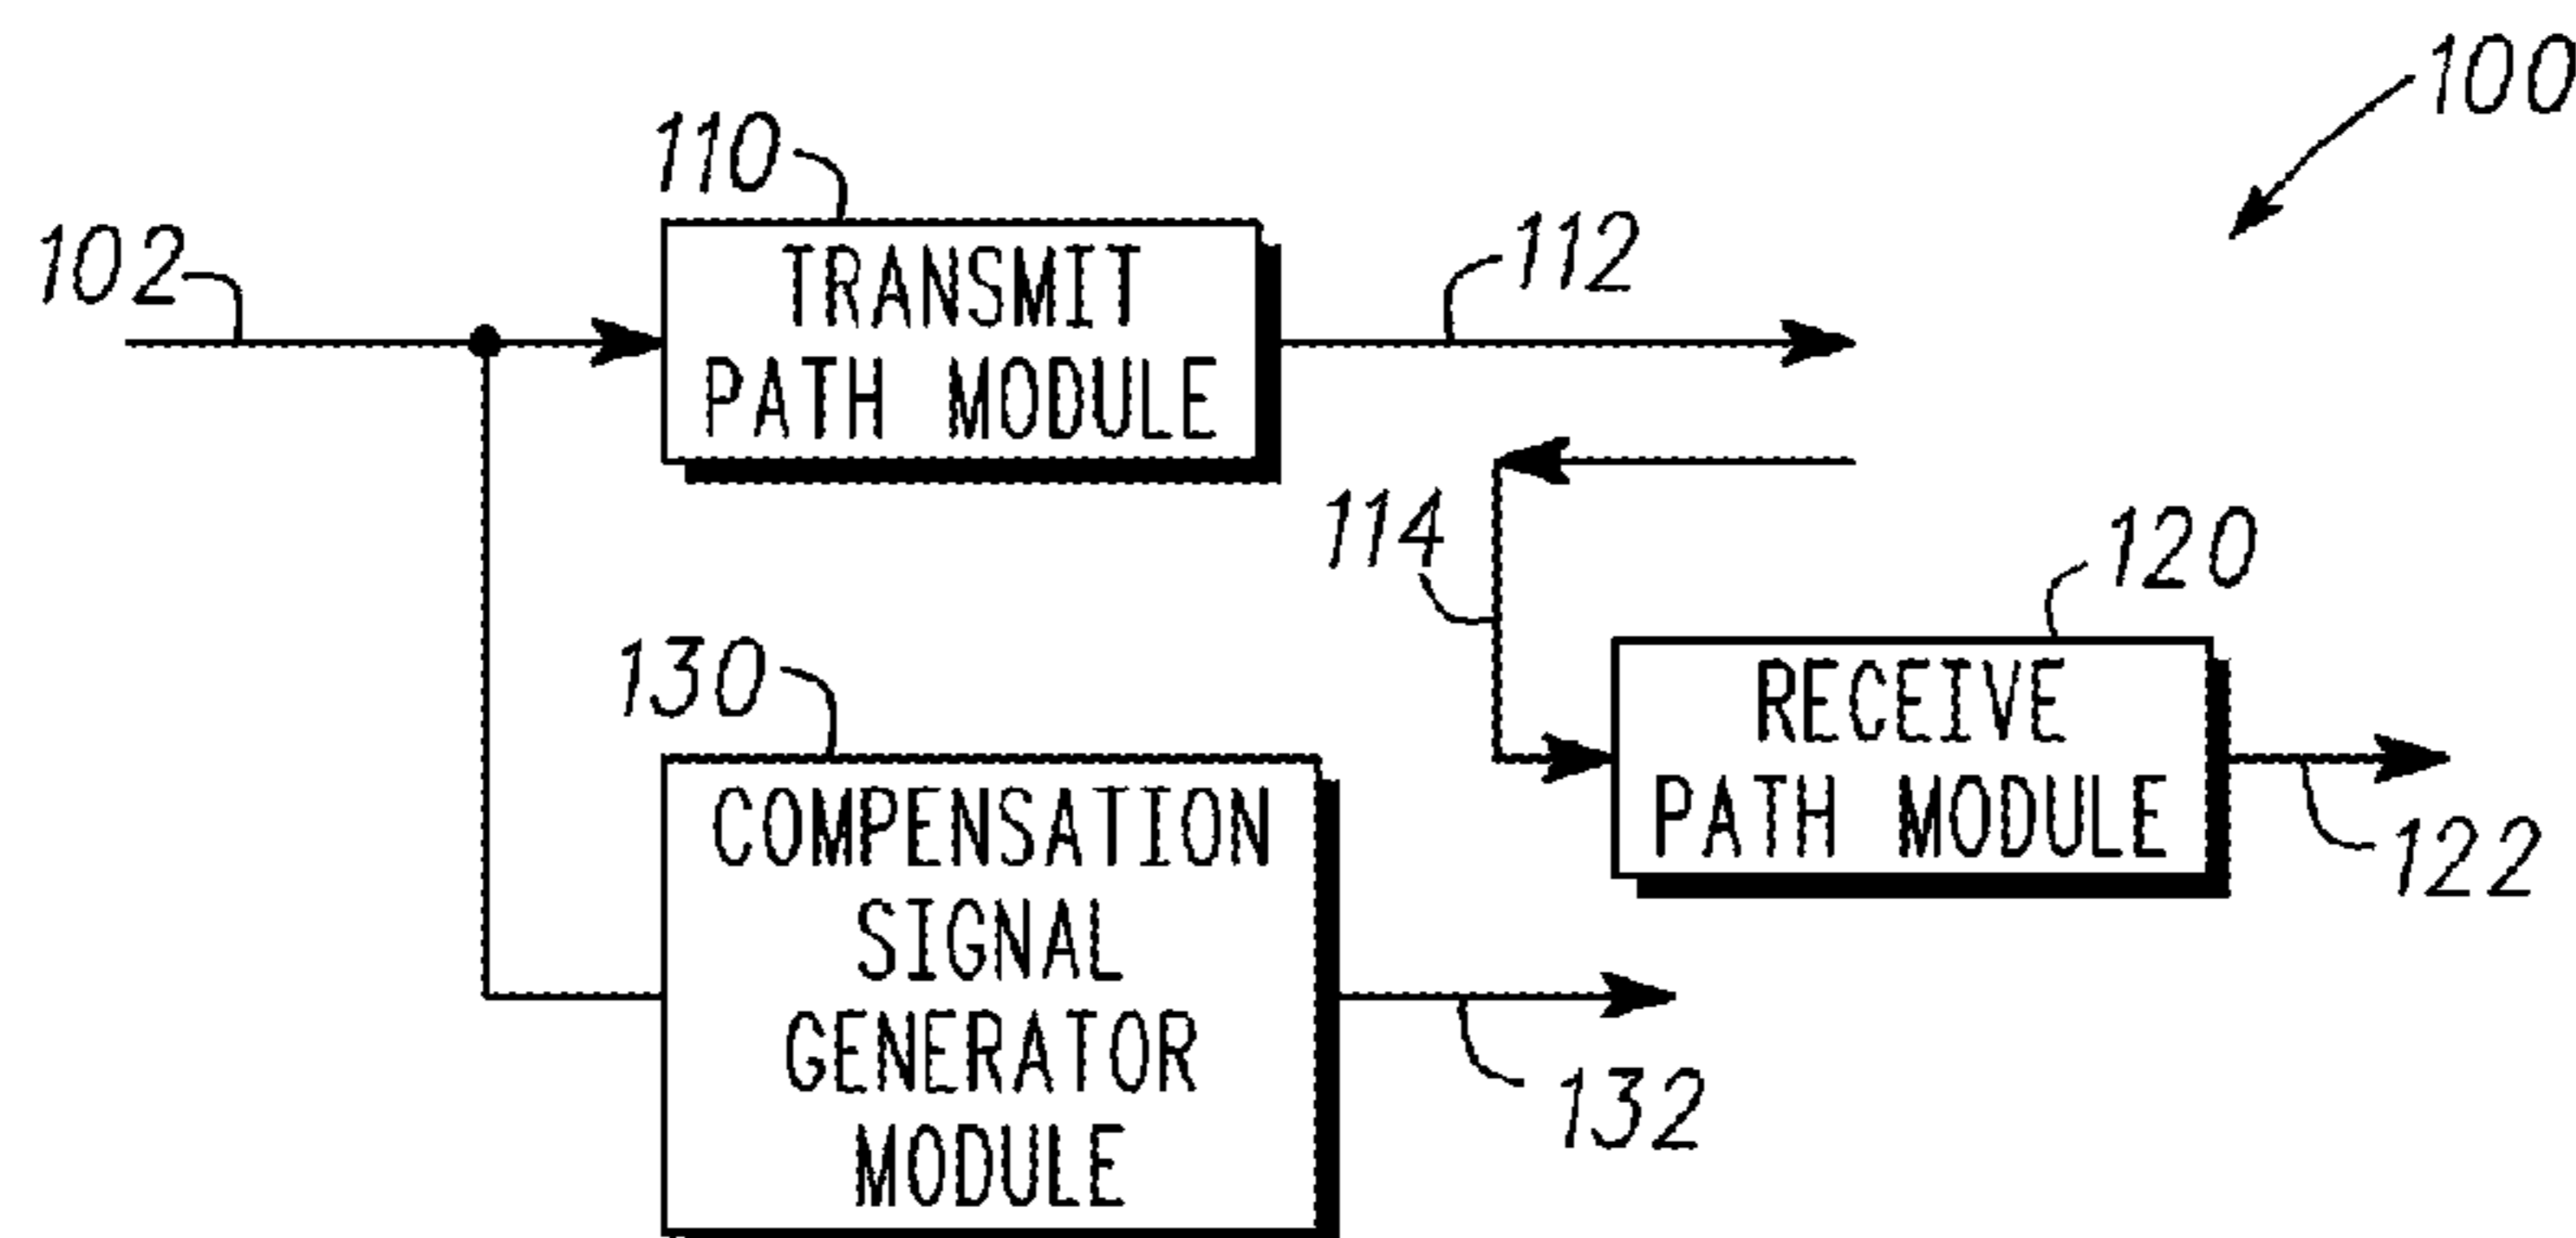 100
110
102
TRANSMIT
PATH MODULE
112
114
120
RECEIVE
PATH MODULE
122
130
COMPENSATION
SIGNAL
GENERATOR
MODULE
132